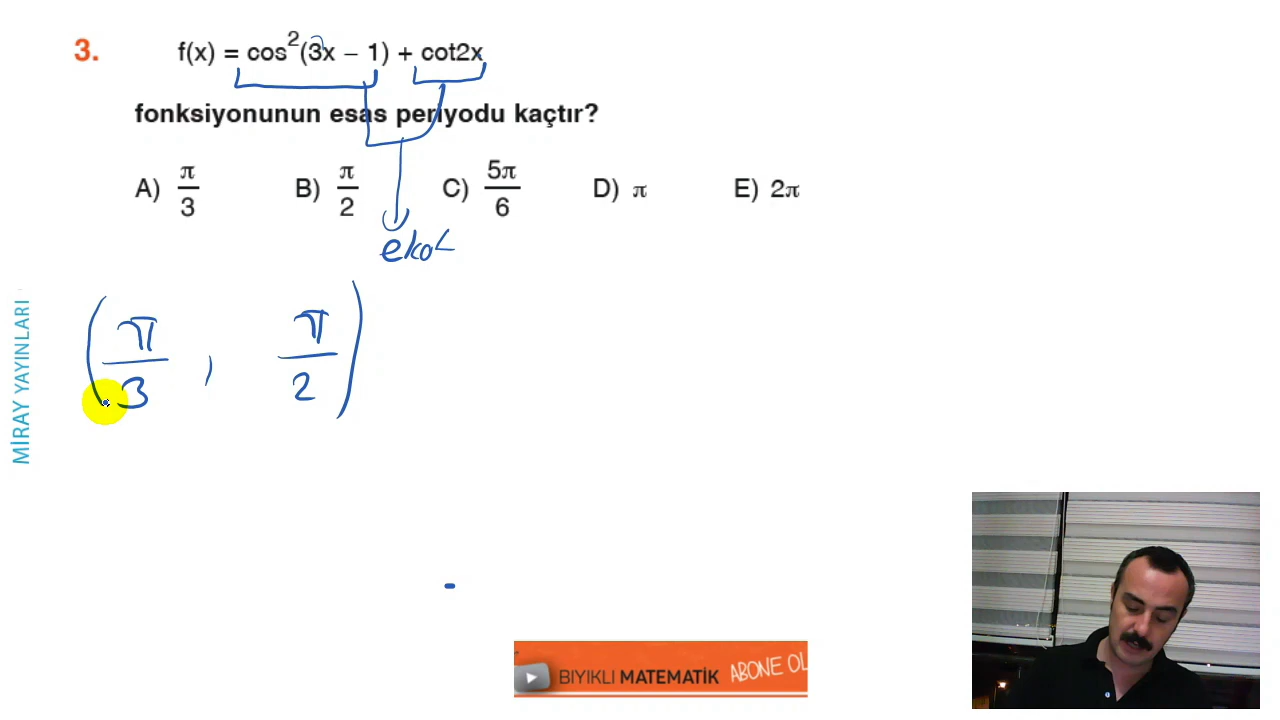 3. f(x) = cos²(3x − 1) + cot2x
fonksiyonunun esas periyodu kaçtır?
A) π/3 B) π/2 C) 5π/6 D) π E) 2π
ekok
(π/3 , π/2)
MİRAY YAYINLARI
BIYIKLI MATEMATİK ABONE OL